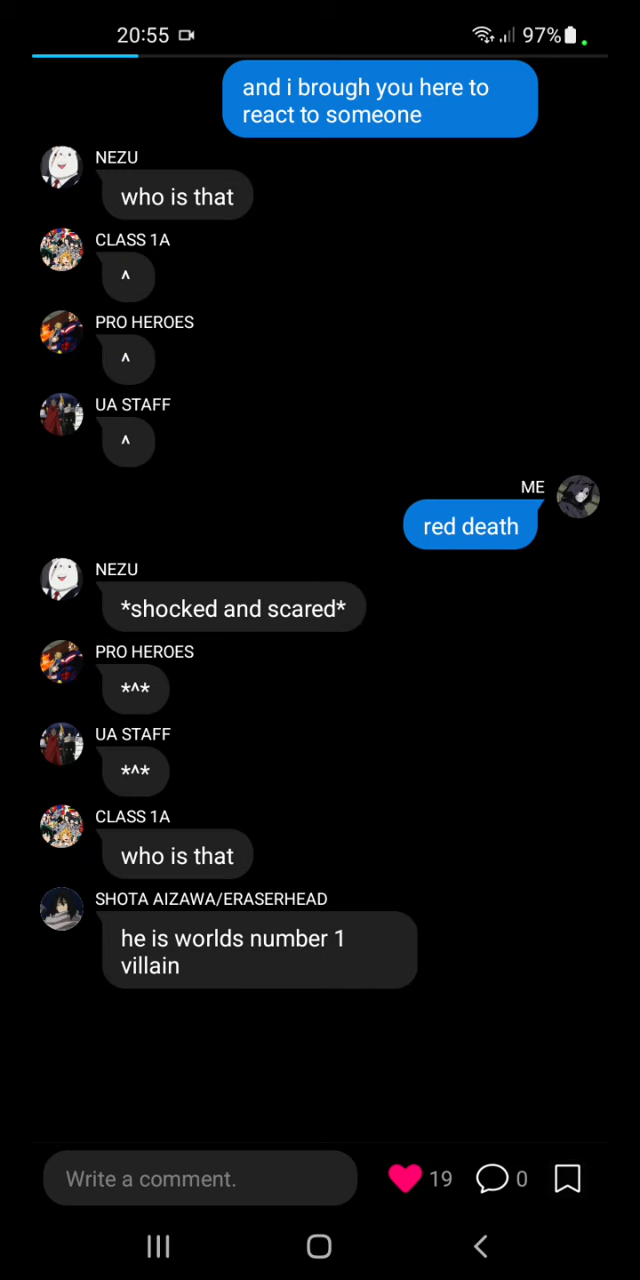 20:55
97%
and i brough you here to
react to someone
NEZU
who is that
CLASS 1A
^
PRO HEROES
^
UA STAFF
^
ME
red death
NEZU
*shocked and scared*
PRO HEROES
*^*
UA STAFF
*^*
CLASS 1A
who is that
SHOTA AIZAWA/ERASERHEAD
he is worlds number 1
villain
Write a comment.
19
0